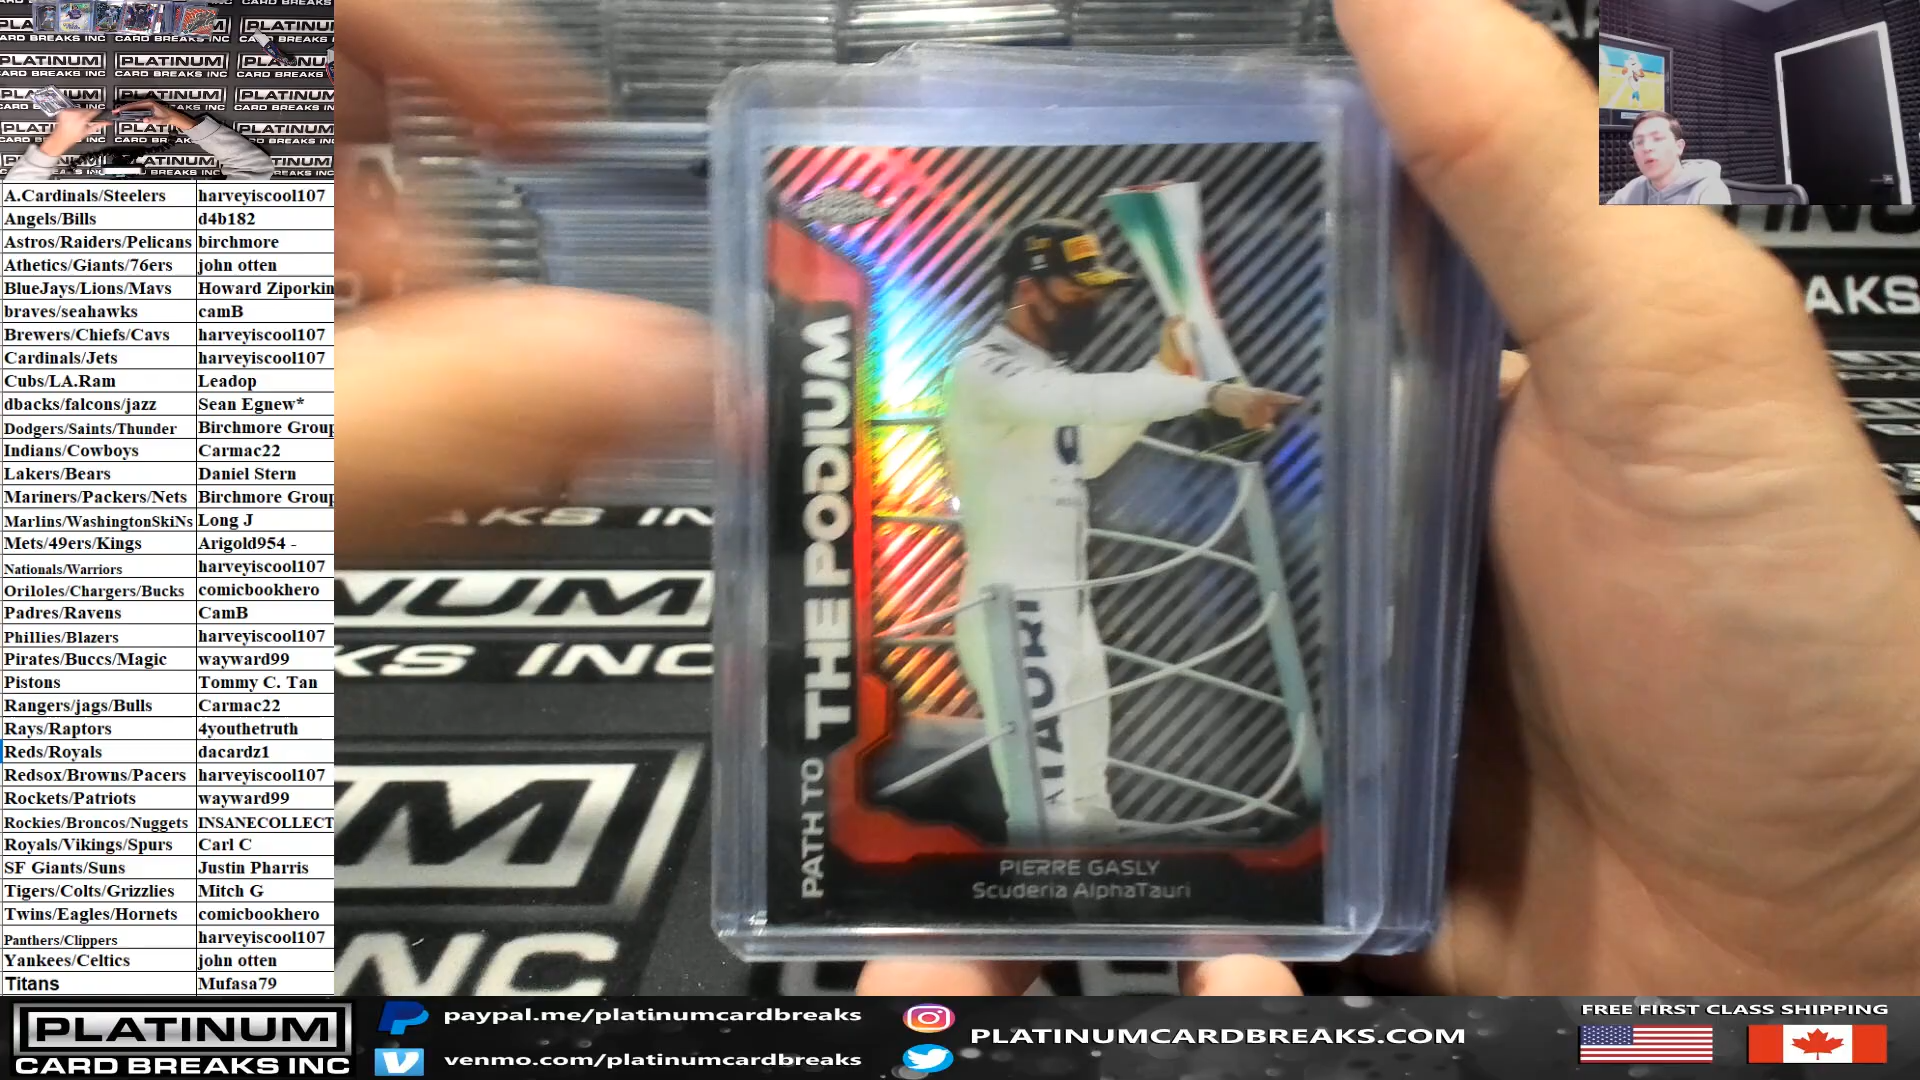 A.Cardinals/Steelers harveyiscool107
Angels/Bills d4b182
Astros/Raiders/Pelicans birchmore
Athetics/Giants/76ers john otten
BlueJays/Lions/Mavs Howard Ziporkin
braves/seahawks camB
Brewers/Chiefs/Cavs harveyiscool107
Cardinals/Jets harveyiscool107
Cubs/LA.Ram Leadop
dbacks/falcons/jazz Sean Egnew*
Dodgers/Saints/Thunder Birchmore Group
Indians/Cowboys Carmac22
Lakers/Bears Daniel Stern
Mariners/Packers/Nets Birchmore Group
Marlins/WashingtonSkiNs Long J
Mets/49ers/Kings Arigold954 -
Nationals/Warriors harveyiscool107
Oriloles/Chargers/Bucks comicbookhero
Padres/Ravens CamB
Phillies/Blazers harveyiscool107
Pirates/Buccs/Magic wayward99
Pistons Tommy C. Tan
Rangers/jags/Bulls Carmac22
Rays/Raptors 4youthetruth
Reds/Royals dacardz1
Redsox/Browns/Pacers harveyiscool107
Rockets/Patriots wayward99
Rockies/Broncos/Nuggets INSANECOLLECT
Royals/Vikings/Spurs Carl C
SF Giants/Suns Justin Pharris
Tigers/Colts/Grizzlies Mitch G
Twins/Eagles/Hornets comicbookhero
Panthers/Clippers harveyiscool107
Yankees/Celtics john otten
Titans Mufasa79
PATH TO THE PODIUM
PIERRE GASLY
Scuderia AlphaTauri
PLATINUM
CARD BREAKS INC
paypal.me/platinumcardbreaks
venmo.com/platinumcardbreaks
PLATINUMCARDBREAKS.COM
FREE FIRST CLASS SHIPPING